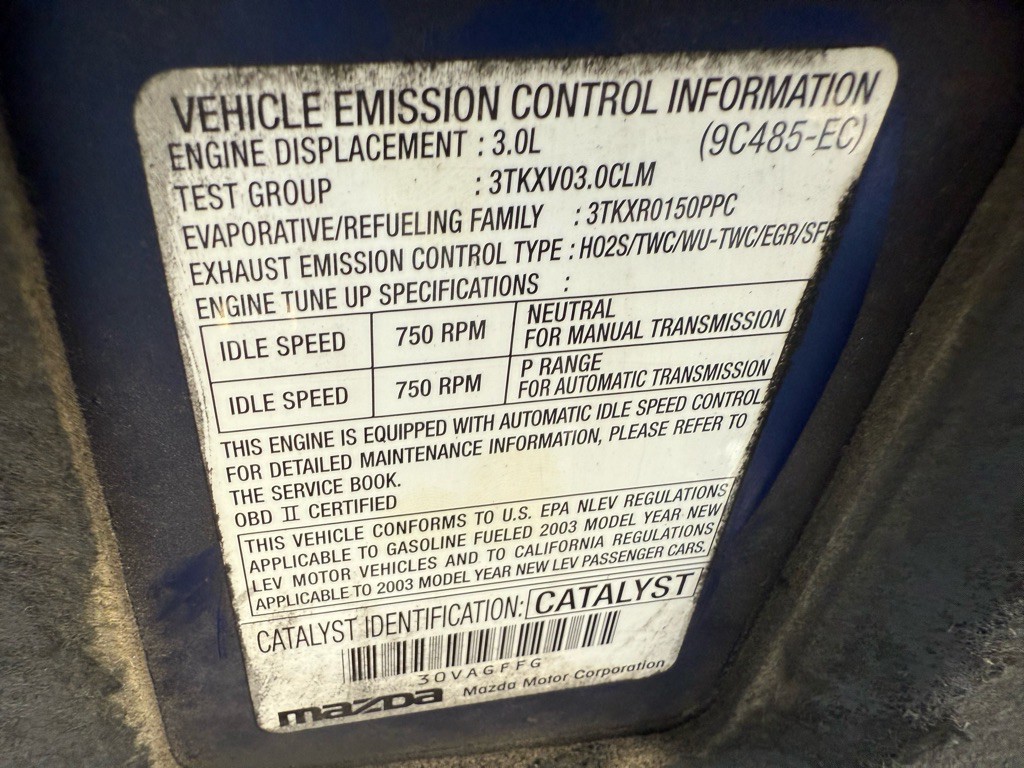 VEHICLE EMISSION CONTROL INFORMATION
ENGINE DISPLACEMENT : 3.0L (9C485-EC)
TEST GROUP : 3TKXV03.0CLM
EVAPORATIVE/REFUELING FAMILY : 3TKXR0150PPC
EXHAUST EMISSION CONTROL TYPE : HO2S/TWC/WU-TWC/EGR/SF
ENGINE TUNE UP SPECIFICATIONS :
IDLE SPEED 750 RPM NEUTRAL
FOR MANUAL TRANSMISSION
IDLE SPEED 750 RPM P RANGE
FOR AUTOMATIC TRANSMISSION
THIS ENGINE IS EQUIPPED WITH AUTOMATIC IDLE SPEED CONTROL.
FOR DETAILED MAINTENANCE INFORMATION, PLEASE REFER TO
THE SERVICE BOOK.
OBD II CERTIFIED
THIS VEHICLE CONFORMS TO U.S. EPA NLEV REGULATIONS
APPLICABLE TO GASOLINE FUELED 2003 MODEL YEAR NEW
LEV MOTOR VEHICLES AND TO CALIFORNIA REGULATIONS
APPLICABLE TO 2003 MODEL YEAR NEW LEV PASSENGER CARS.
CATALYST IDENTIFICATION: CATALYST
30VAGFFG
mazda Mazda Motor Corporation